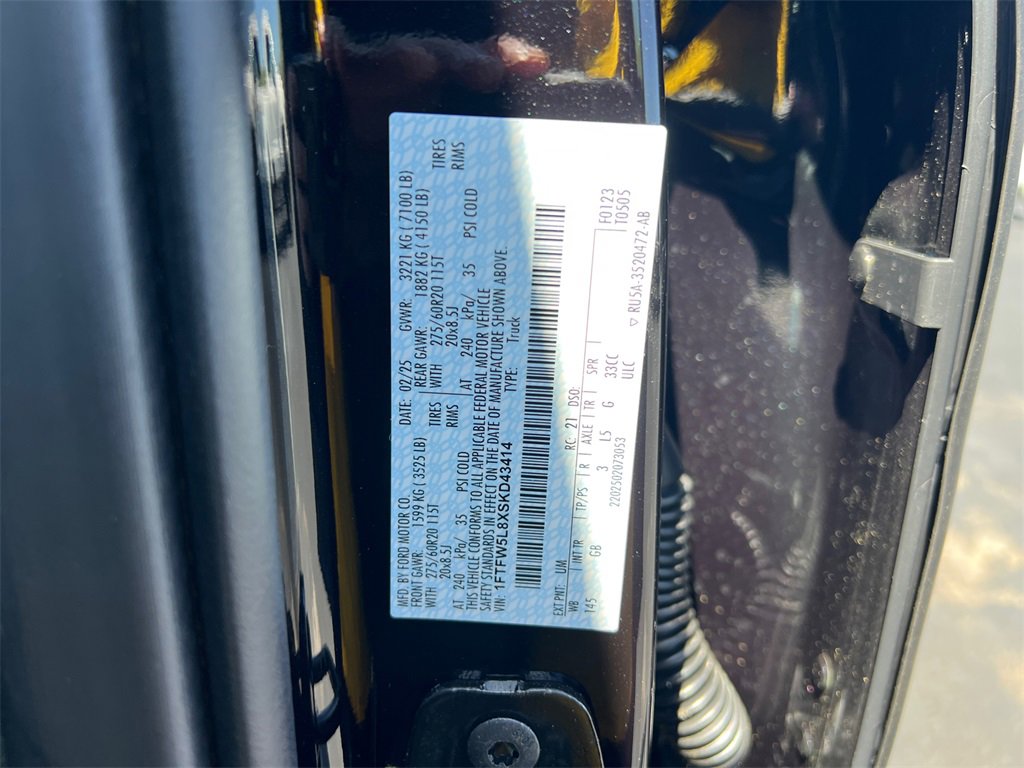 MFD. BY FORD MOTOR CO.
DATE: 02/25 GVWR: 3221 KG ( 7100 LB)
FRONT GAWR: 1599 KG ( 3525 LB) REAR GAWR: 1882 KG ( 4150 LB)
WITH 275/60R20 115T TIRES WITH 275/60R20 115T TIRES
20x8.5J RIMS 20x8.5J RIMS
AT 240 kPa/ 35 PSI COLD AT 240 kPa/ 35 PSI COLD
THIS VEHICLE CONFORMS TO ALL APPLICABLE FEDERAL MOTOR VEHICLE
SAFETY STANDARDS IN EFFECT ON THE DATE OF MANUFACTURE SHOWN ABOVE.
VIN: 1FTFW5L8XSKD43414 TYPE: Truck
EXT PNT: UM RC: 21 DSO:
WB INT TR TP/PS R AXLE TR SPR
145 GB 3 L5 G 33CC
ULC
F0123
T0505
2202502073053
▽ RU5A-3520472-AB